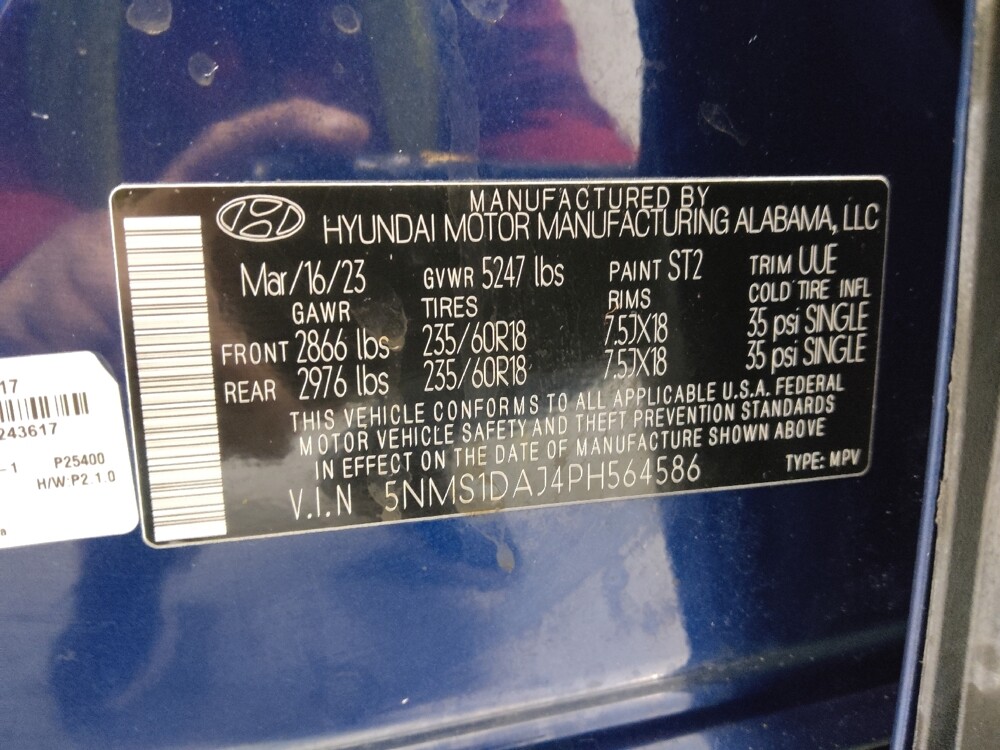 MANUFACTURED BY
HYUNDAI MOTOR MANUFACTURING ALABAMA, LLC
Mar/16/23 GVWR 5247 lbs PAINT ST2 TRIM UUE
GAWR TIRES RIMS COLD TIRE INFL
FRONT 2866 lbs 235/60R18 7.5JX18 35 psi SINGLE
REAR 2976 lbs 235/60R18 7.5JX18 35 psi SINGLE
THIS VEHICLE CONFORMS TO ALL APPLICABLE U.S.A. FEDERAL
MOTOR VEHICLE SAFETY AND THEFT PREVENTION STANDARDS
IN EFFECT ON THE DATE OF MANUFACTURE SHOWN ABOVE
V.I.N 5NMS1DAJ4PH564586 TYPE: MPV
17
243617
-1 P25400
H/W:P2.1.0